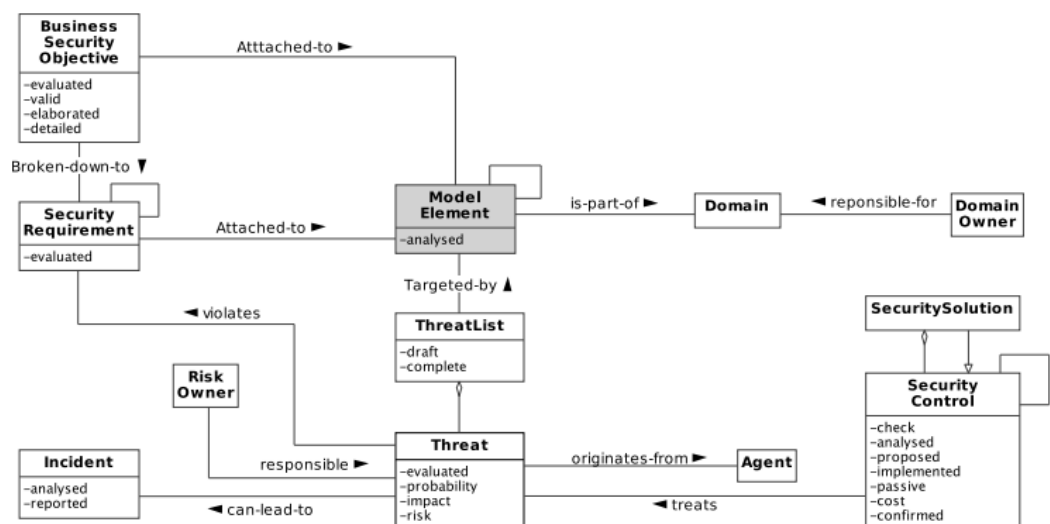 Business
Security
Objective
-evaluated
-valid
-elaborated
-detailed
Atttached-to ►
Broken-down-to ▼
Security
Requirement
-evaluated
Attached-to ►
Model
Element
-analysed
is-part-of ►
Domain
◄ reponsible-for
Domain
Owner
Targeted-by ▲
◄ violates
ThreatList
-draft
-complete
SecuritySolution
Risk
Owner
Security
Control
-check
-analysed
-proposed
-implemented
-passive
-cost
-confirmed
Incident
-analysed
-reported
responsible ►
Threat
-evaluated
-probability
-impact
-risk
originates-from ►
Agent
◄ can-lead-to
◄ treats